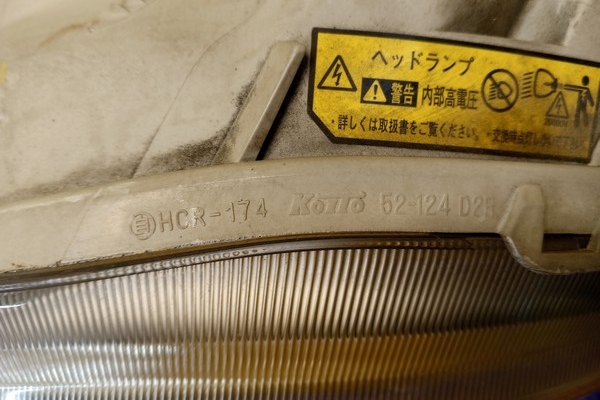 ヘッドランプ
警告 内部高電圧
・詳しくは取扱書をご覧ください。
HCR-174 KOITO 52-124